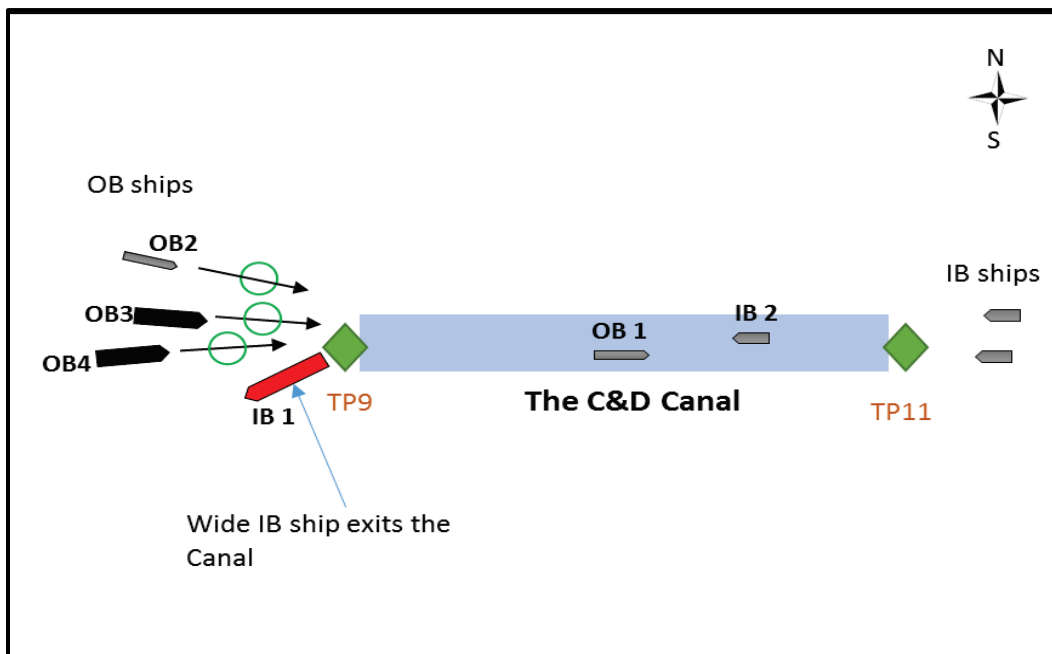 N
S
OB ships
OB2
OB3
OB4
IB 1
TP9
OB 1
IB 2
The C&D Canal
IB ships
TP11
Wide IB ship exits the
Canal